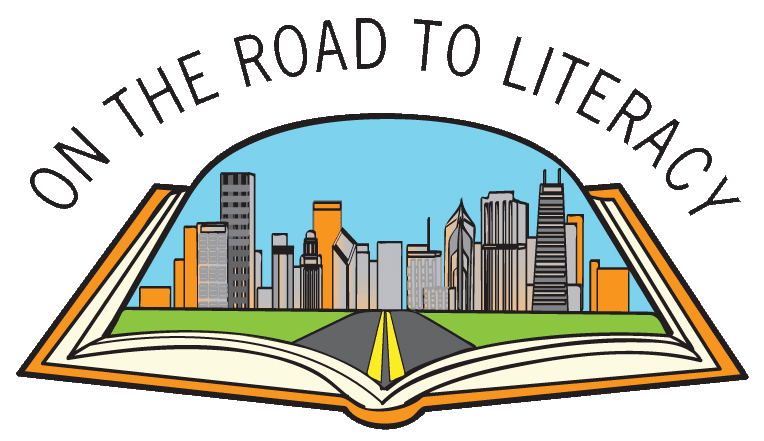 ON THE ROAD TO LITERACY